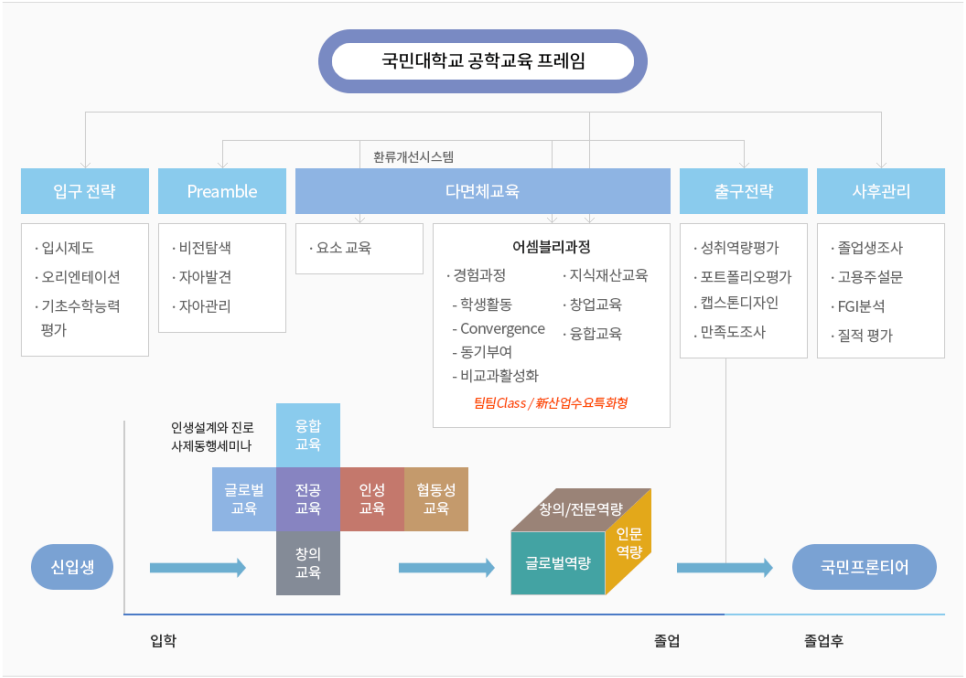 국민대학교 공학교육 프레임
환류개선시스템
입구 전략
Preamble
다면체교육
출구전략
사후관리
· 입시제도
· 오리엔테이션
· 기초수학능력
평가
· 비전탐색
· 자아발견
· 자아관리
· 요소 교육
어셈블리과정
· 경험과정
- 학생활동
- Convergence
- 동기부여
- 비교과활성화
· 지식재산교육
· 창업교육
· 융합교육
팀팀Class / 新산업수요특화형
· 성취역량평가
· 포트폴리오평가
· 캡스톤디자인
· 만족도조사
· 졸업생조사
· 고용주설문
· FGI분석
· 질적 평가
인생설계와 진로
사제동행세미나
융합
교육
글로벌
교육
전공
교육
인성
교육
협동성
교육
창의
교육
창의/전문역량
글로벌역량
인문
역량
신입생
국민프론티어
입학
졸업
졸업후